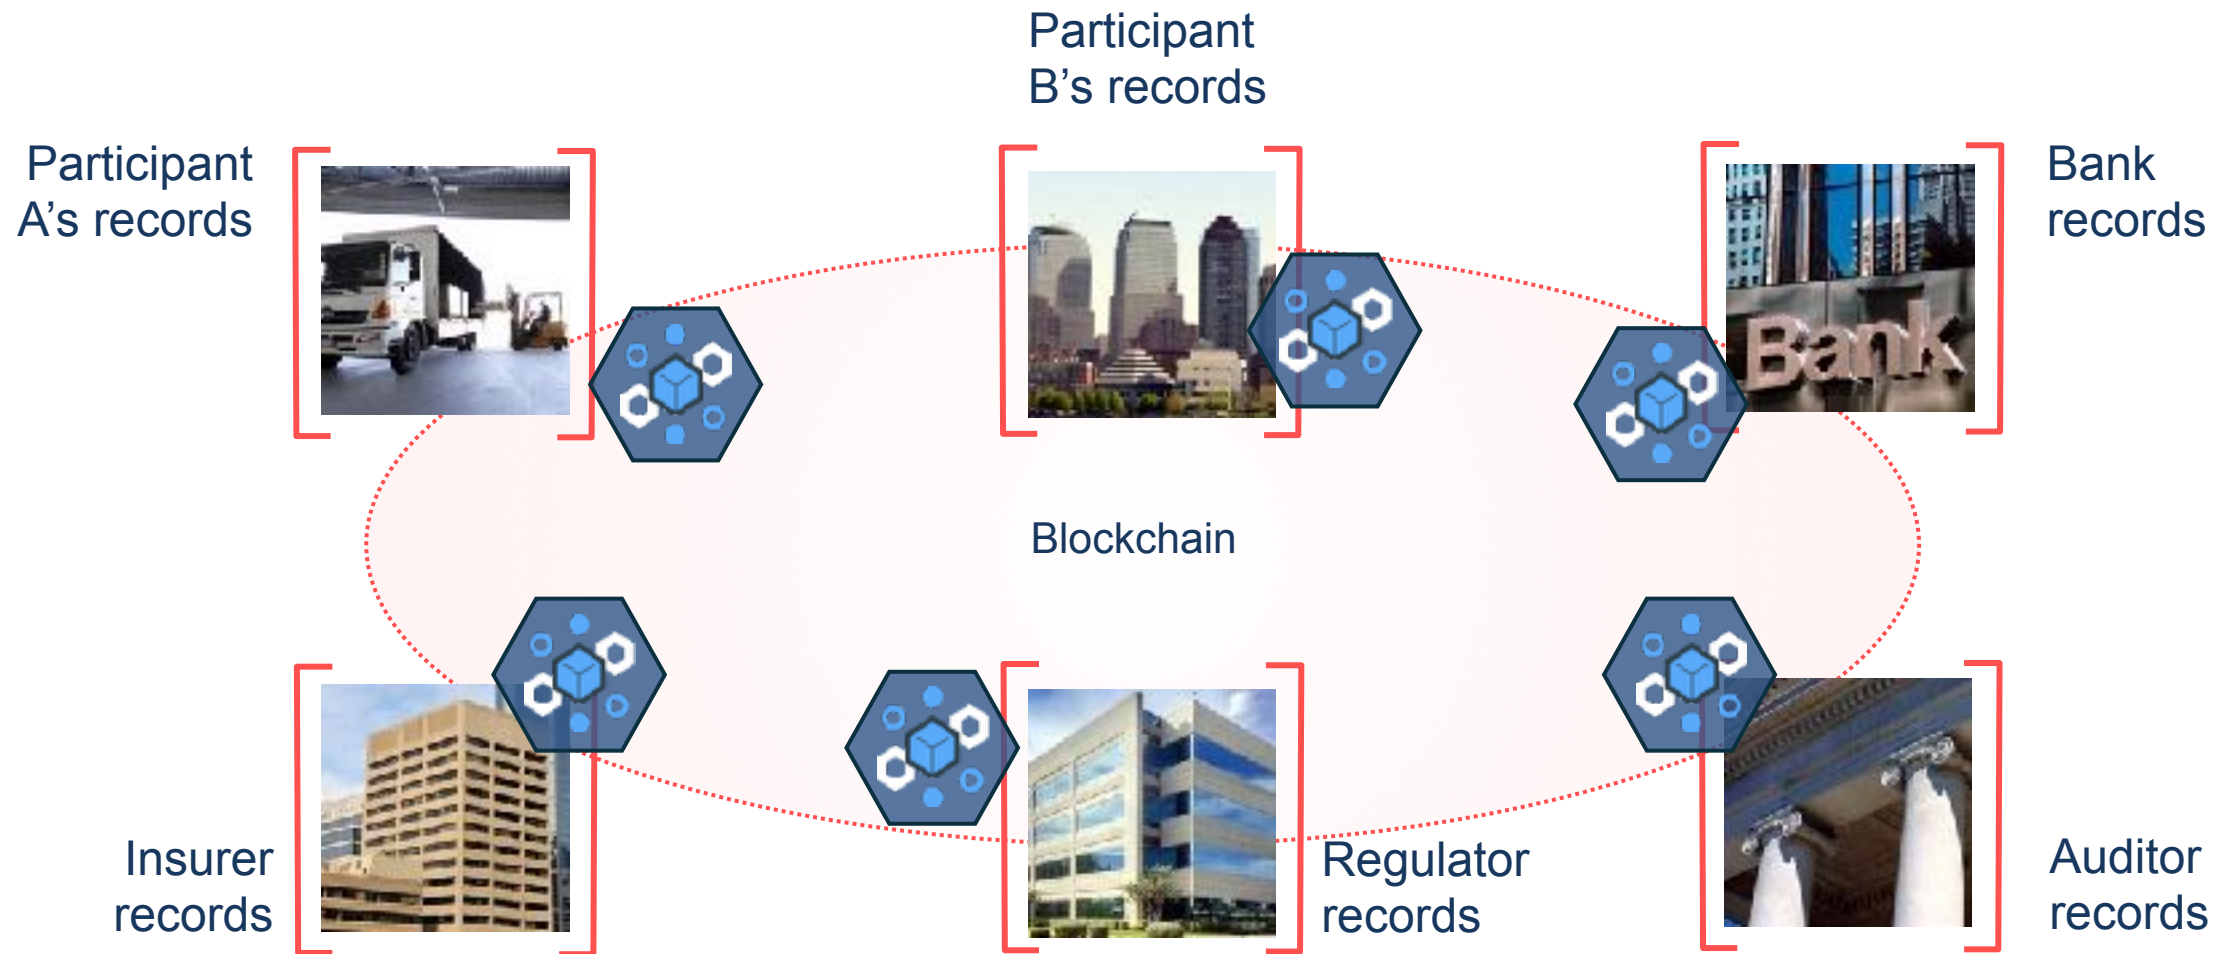 Participant
B’s records
Participant
A’s records
Bank
records
Bank
Blockchain
Insurer
records
Regulator
records
Auditor
records